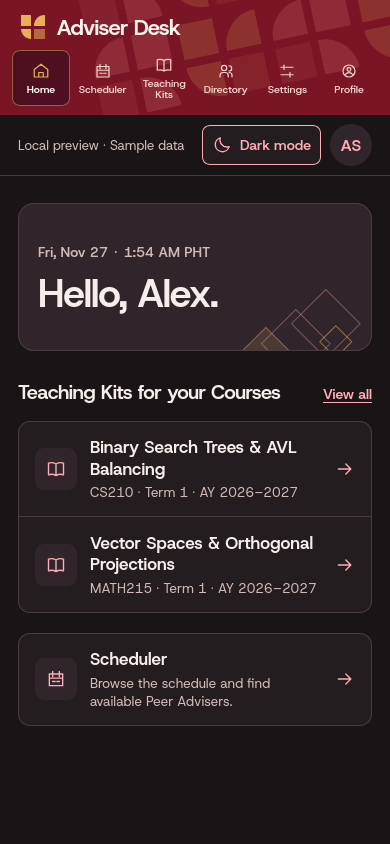 Adviser Desk
Home
Scheduler
Teaching
Kits
Directory
Settings
Profile
Local preview · Sample data
Dark mode
AS
Fri, Nov 27 · 1:54 AM PHT
Hello, Alex.
Teaching Kits for your Courses
View all
Binary Search Trees & AVL
Balancing
CS210 · Term 1 · AY 2026–2027
Vector Spaces & Orthogonal
Projections
MATH215 · Term 1 · AY 2026–2027
Scheduler
Browse the schedule and find
available Peer Advisers.